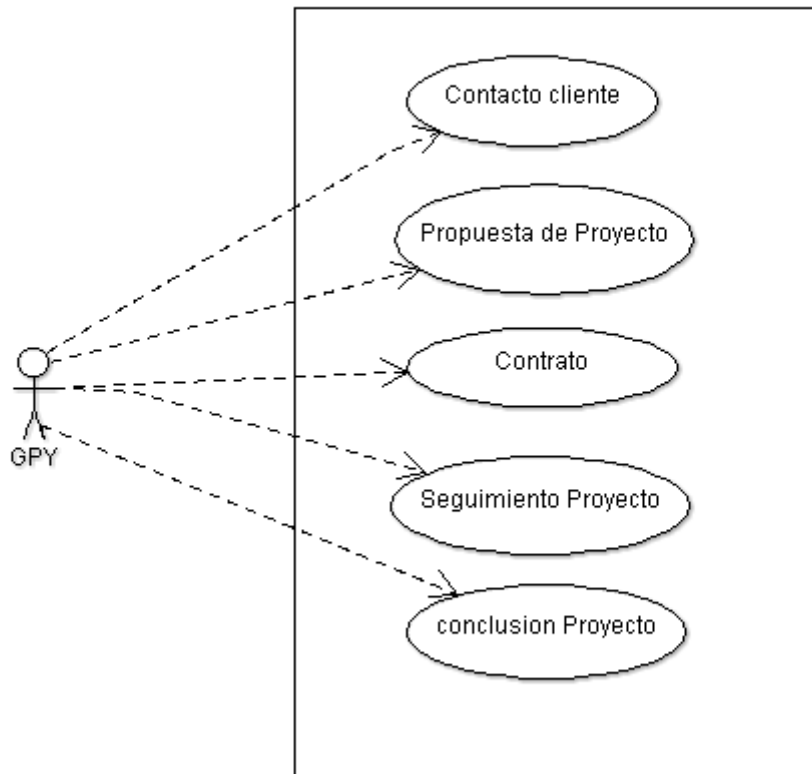 Contacto cliente
Propuesta de Proyecto
Contrato
GPY
Seguimiento Proyecto
conclusion Proyecto